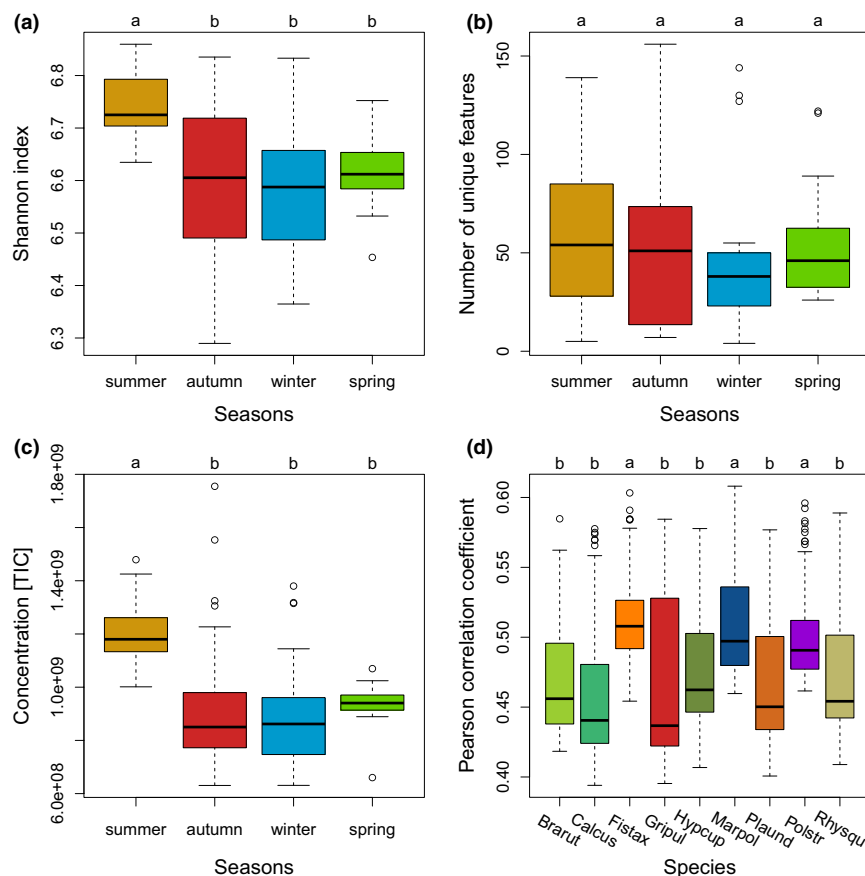 (a)
a b b b
Shannon index
6.8
6.7
6.6
6.5
6.4
6.3
summer autumn winter spring
Seasons
(b)
a a a a
Number of unique features
150
100
50
0
summer autumn winter spring
Seasons
(c)
a b b b
Concentration [TIC]
1.8e+09
1.4e+09
1.0e+09
6.0e+08
summer autumn winter spring
Seasons
(d)
b b a b b a b a b
Pearson correlation coefficient
0.60
0.55
0.50
0.45
0.40
Brarut Calcus Fistax Gripul Hypcup Marpol Plaund Polstr Rhysqu
Species